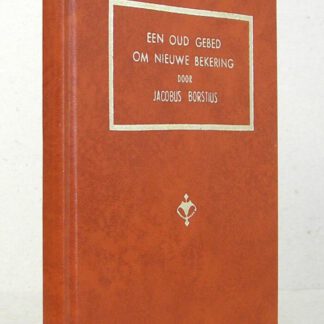 EEN OUD GEBED
OM NIEUWE BEKERING
DOOR
JACOBUS BORSTIUS